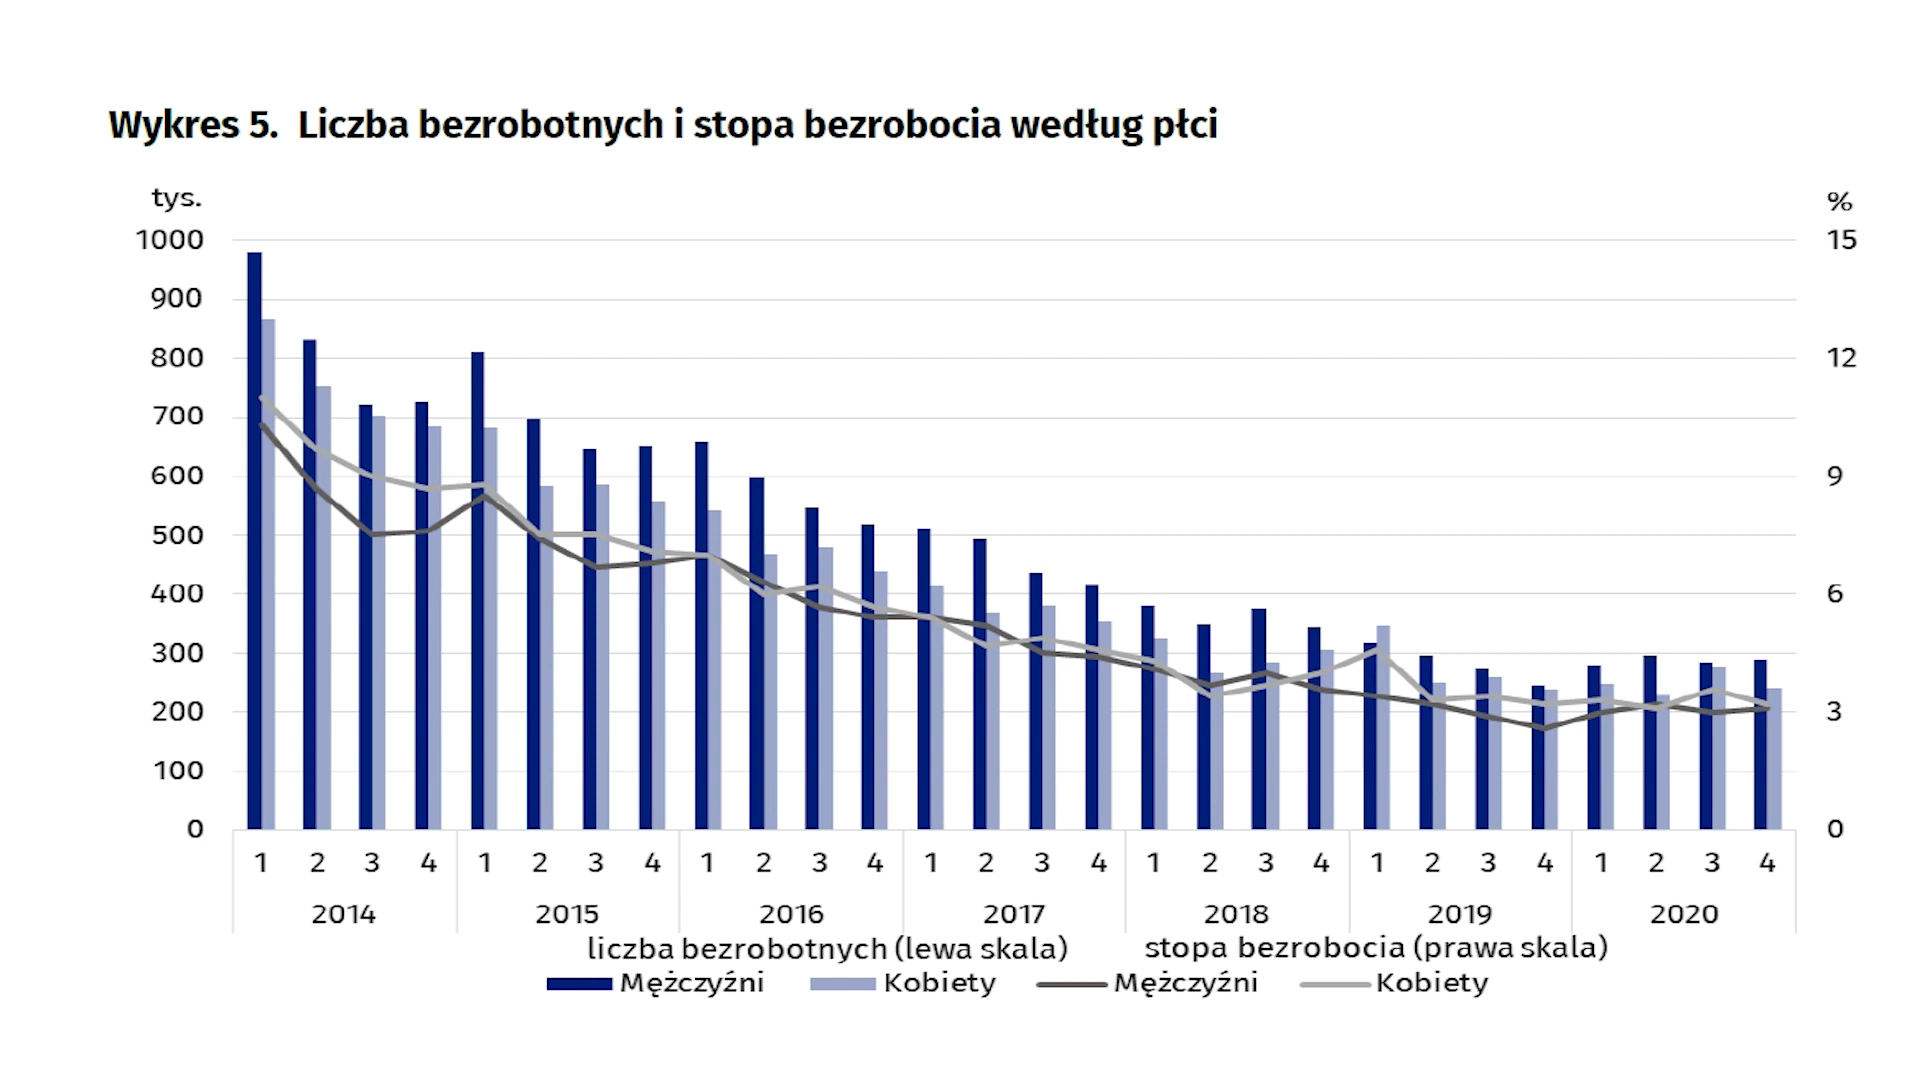 Wykres 5. Liczba bezrobotnych i stopa bezrobocia według płci
tys. %
1000 15
900
800 12
700
600 9
500
400 6
300
200 3
100
0 0
1 2 3 4 1 2 3 4 1 2 3 4 1 2 3 4 1 2 3 4 1 2 3 4 1 2 3 4
2014 2015 2016 2017 2018 2019 2020
liczba bezrobotnych (lewa skala) stopa bezrobocia (prawa skala)
Mężczyźni Kobiety Mężczyźni Kobiety